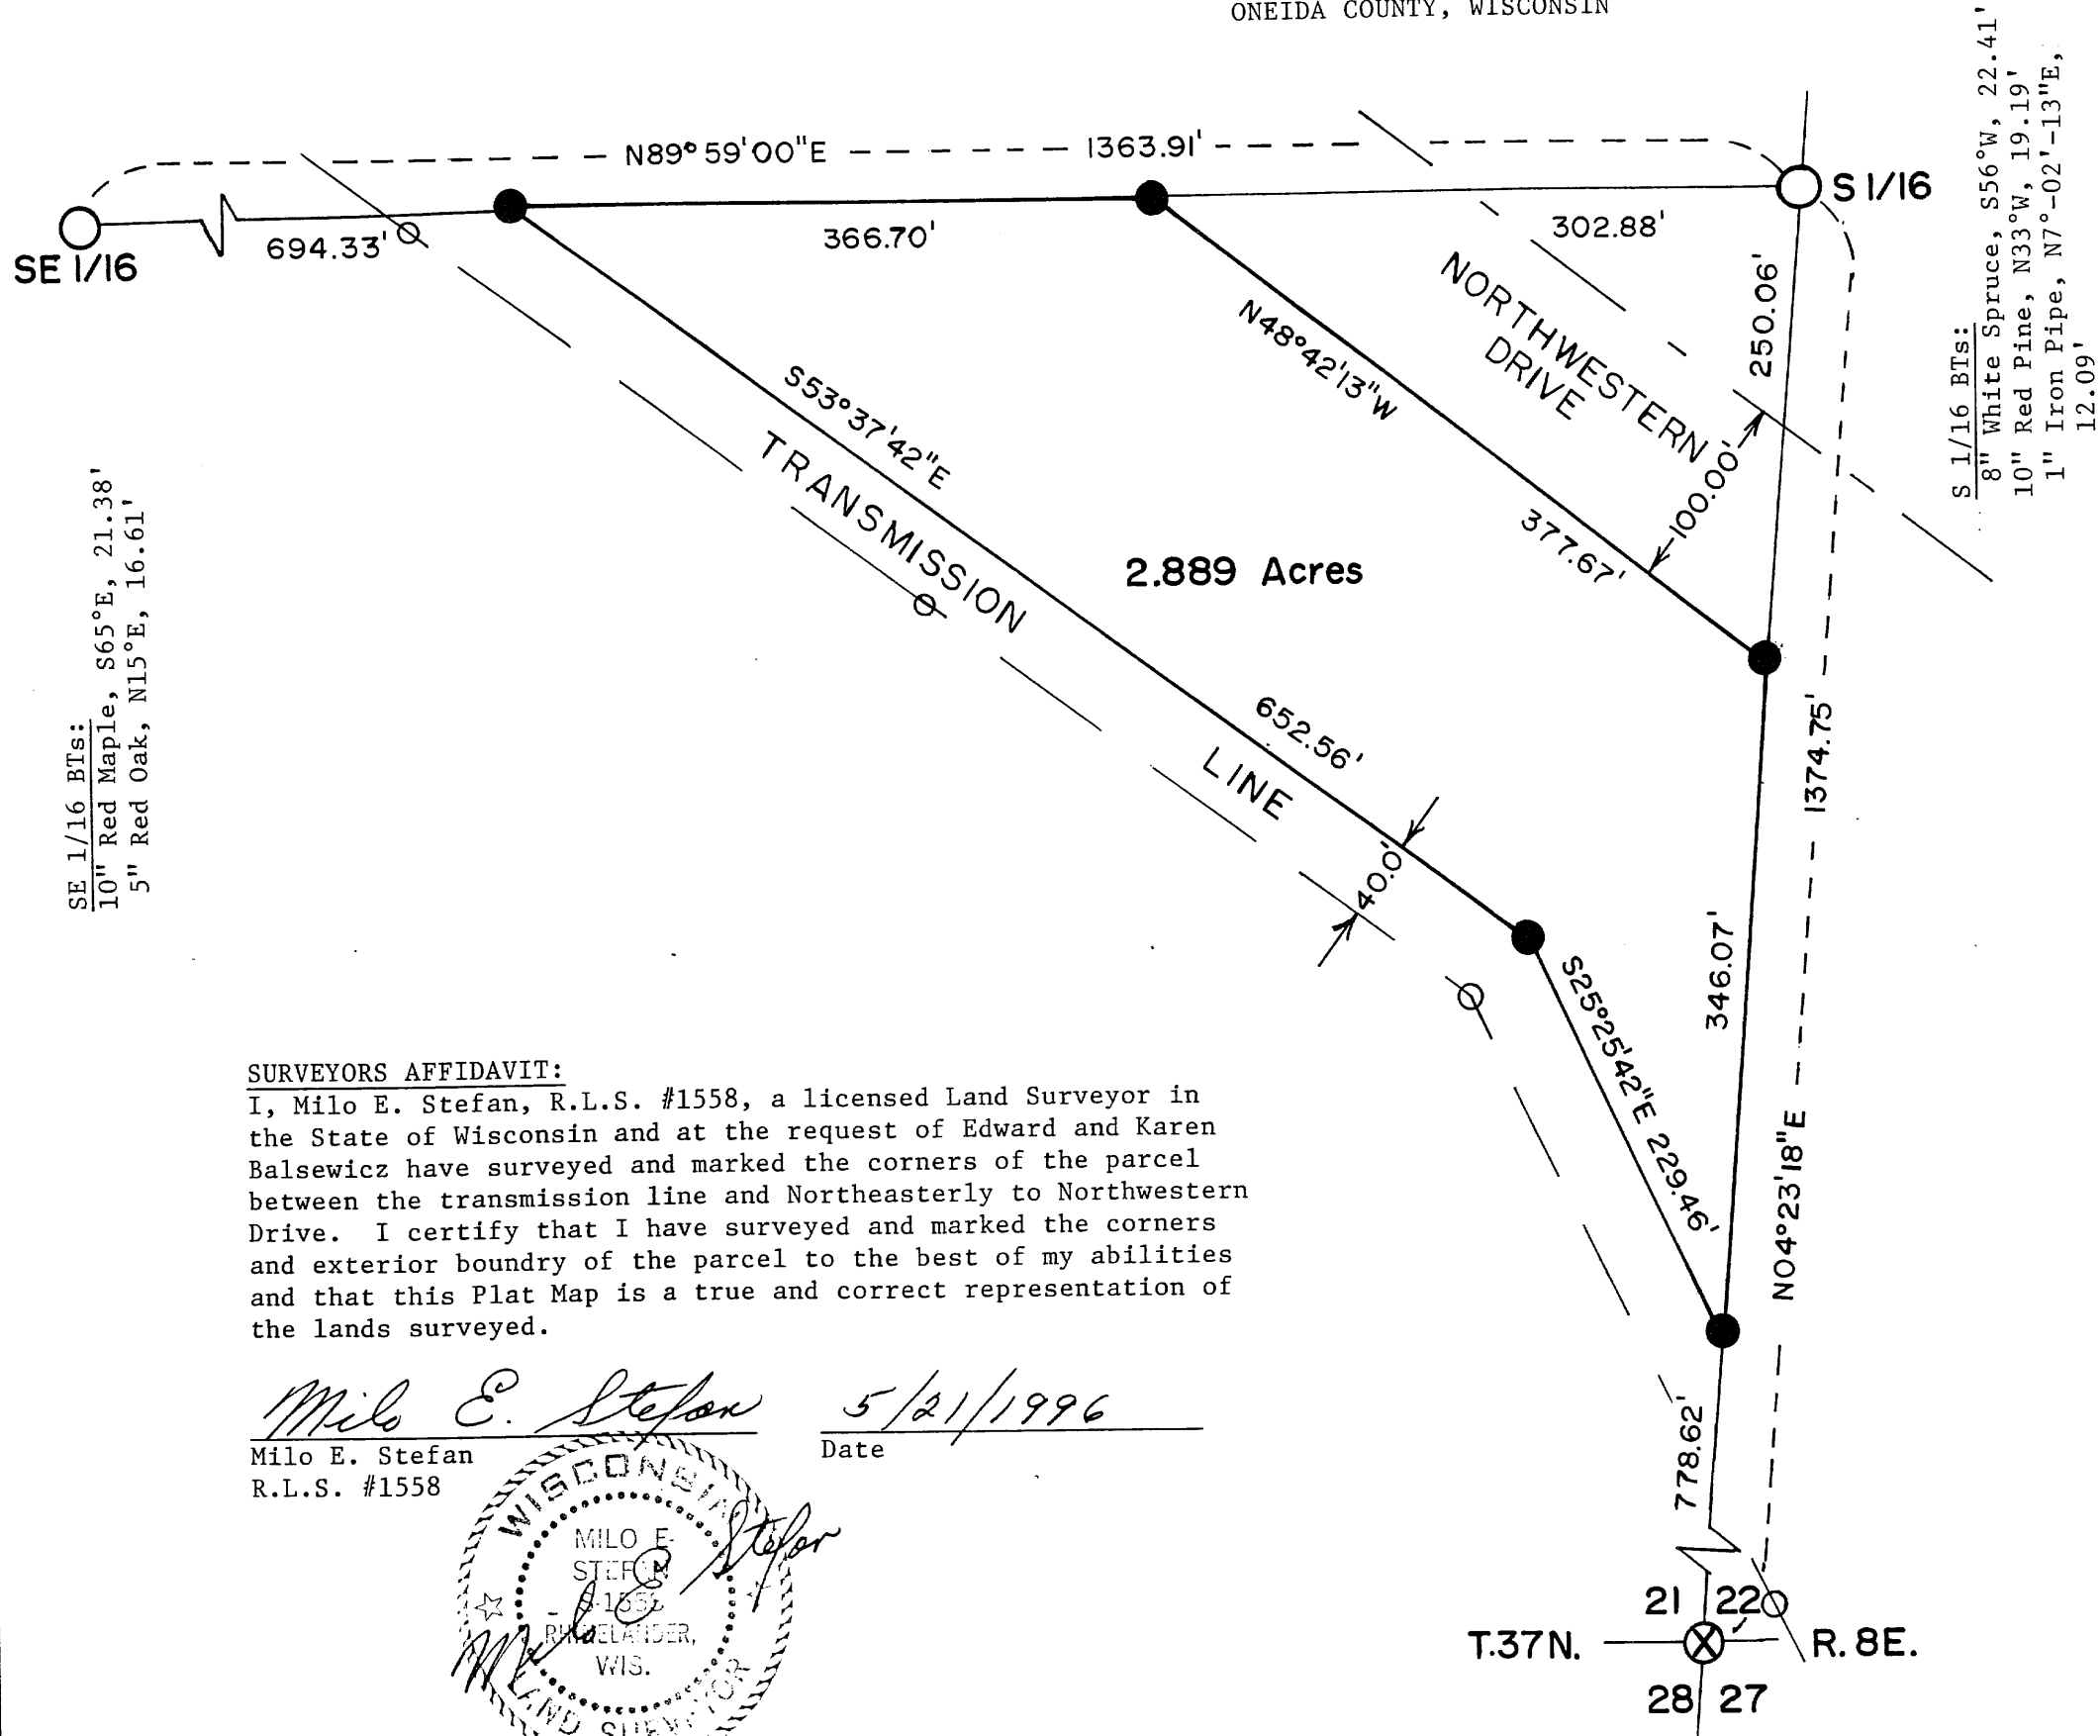 ONEIDA COUNTY, WISCONSIN
N89°59'00"E
1363.91'
SE 1/16
694.33'
366.70'
302.88'
S 1/16
S 1/16 BTs:
8" White Spruce, S56°W, 22.41'
10" Red Pine, N33°W, 19.19'
1" Iron Pipe, N7°-02'-13"E,
12.09'
250.06'
NORTHWESTERN
DRIVE
N48°42'13"W
377.67'
100.00'
S53°37'42"E
652.56'
TRANSMISSION
LINE
2.889 Acres
40.0'
SE 1/16 BTs:
10" Red Maple, S65°E, 21.38'
5" Red Oak, N15°E, 16.61'
1374.75'
346.07'
S25°25'42"E 229.46'
N04°23'18"E
778.62'
SURVEYORS AFFIDAVIT:
I, Milo E. Stefan, R.L.S. #1558, a licensed Land Surveyor in
the State of Wisconsin and at the request of Edward and Karen
Balsewicz have surveyed and marked the corners of the parcel
between the transmission line and Northeasterly to Northwestern
Drive. I certify that I have surveyed and marked the corners
and exterior boundry of the parcel to the best of my abilities
and that this Plat Map is a true and correct representation of
the lands surveyed.
Milo E. Stefan 5/21/1996
Milo E. Stefan
Date
R.L.S. #1558
WISCONSIN
MILO E.
STEFAN
S-1558
RHINELANDER,
WIS.
LAND SURVEYOR
Milo E Stefan
21 22
T.37N. R. 8E.
28 27